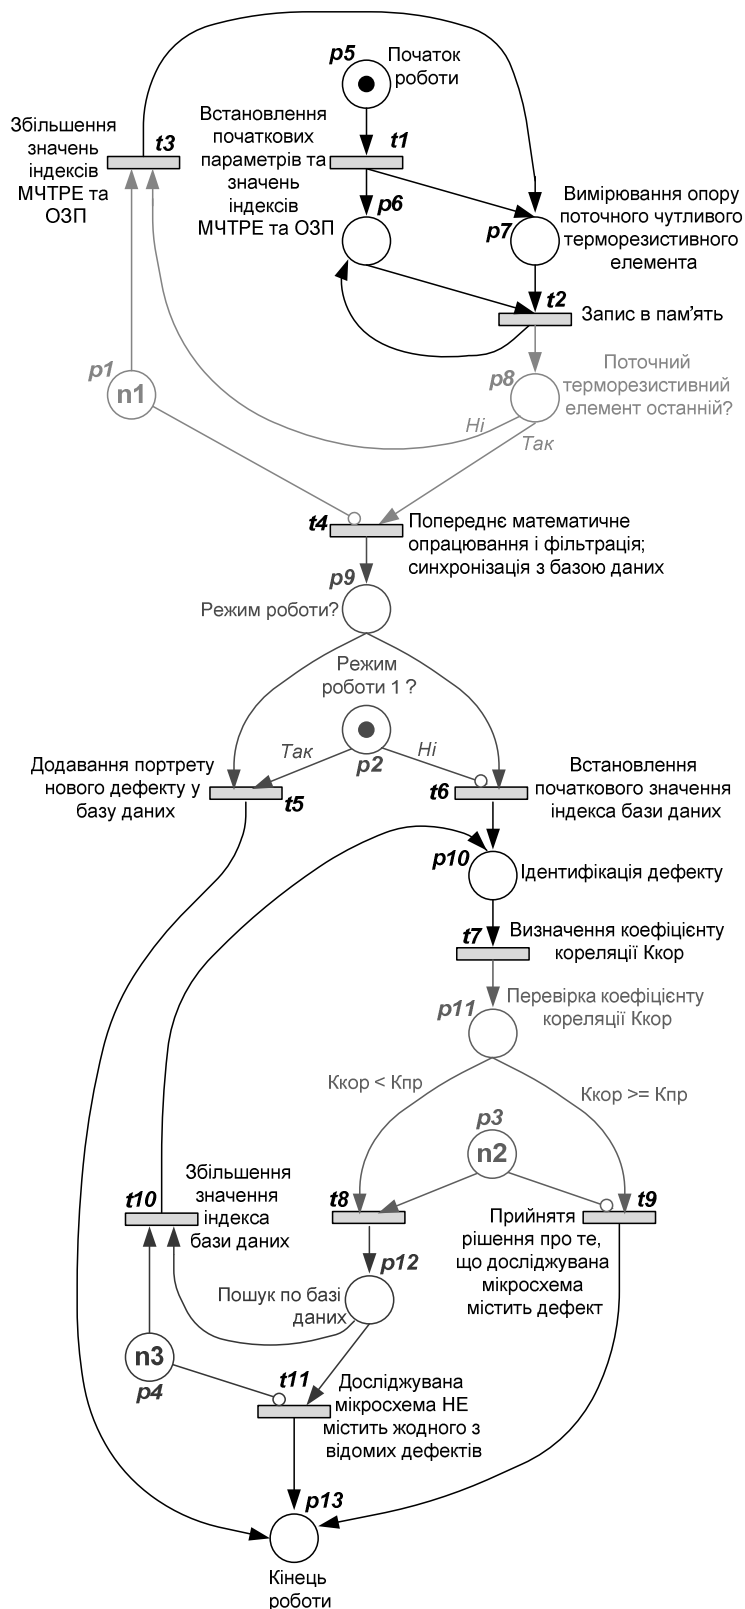 p5
Початок
роботи
Збільшення
значень
індексів
МЧТРЕ та
ОЗП
t3
Встановлення
початкових
параметрів та
значень
індексів
МЧТРЕ та ОЗП
t1
p6
p7
Вимірювання опору
поточного чутливого
терморезистивного
елемента
t2
Запис в пам’ять
p1
n1
p8
Поточний
терморезистивний
елемент останній?
Ні
Так
t4
Попереднє математичне
опрацювання і фільтрація;
синхронізація з базою даних
p9
Режим роботи?
Режим
роботи 1 ?
Так
p2
Ні
Додавання портрету
нового дефекту у
базу даних
t5
t6
Встановлення
початкового значення
індекса бази даних
p10
Ідентифікація дефекту
t7
Визначення коефіцієнту
кореляції Ккор
p11
Перевірка коефіцієнту
кореляції Ккор
Ккор < Кпр
Ккор >= Кпр
p3
n2
t10
Збільшення
значення
індекса
бази даних
t8
t9
Прийнятя
рішення про те,
що досліджувана
мікросхема
містить дефект
p12
Пошук по базі
даних
n3
p4
t11
Досліджувана
мікросхема НЕ
містить жодного з
відомих дефектів
p13
Кінець
роботи